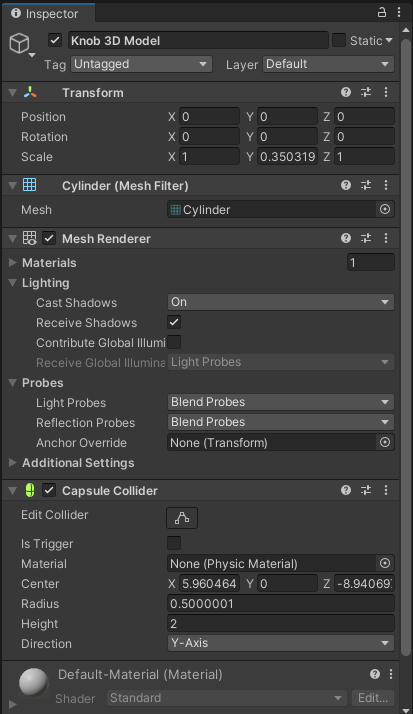 Inspector
Knob 3D Model Static
Tag Untagged Layer Default
Transform
Position X 0 Y 0 Z 0
Rotation X 0 Y 0 Z 0
Scale X 1 Y 0.350319 Z 1
Cylinder (Mesh Filter)
Mesh Cylinder
Mesh Renderer
Materials 1
Lighting
Cast Shadows On
Receive Shadows
Contribute Global Illumi
Receive Global Illumina Light Probes
Probes
Light Probes Blend Probes
Reflection Probes Blend Probes
Anchor Override None (Transform)
Additional Settings
Capsule Collider
Edit Collider
Is Trigger
Material None (Physic Material)
Center X 5.960464 Y 0 Z -8.94069
Radius 0.5000001
Height 2
Direction Y-Axis
Default-Material (Material)
Shader Standard Edit...